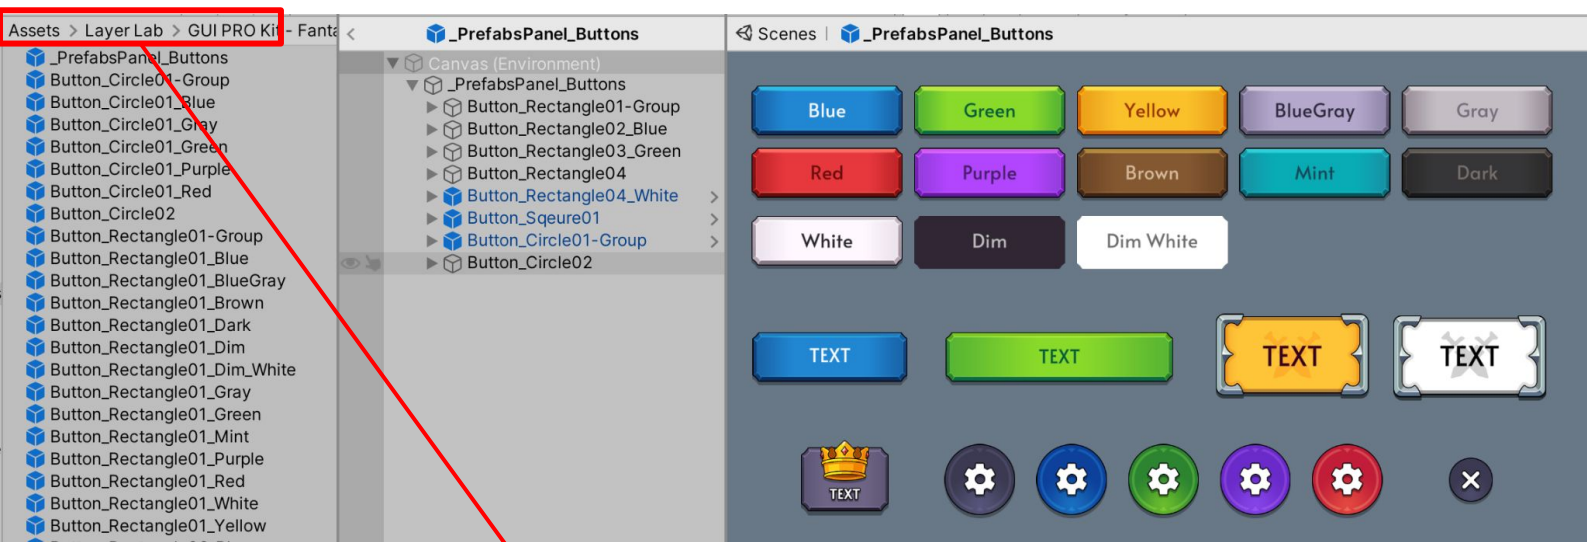 Assets > Layer Lab > GUI PRO Kit - Fanta
_PrefabsPanel_Buttons
Button_Circle01-Group
Button_Circle01_Blue
Button_Circle01_Gray
Button_Circle01_Green
Button_Circle01_Purple
Button_Circle01_Red
Button_Circle02
Button_Rectangle01-Group
Button_Rectangle01_Blue
Button_Rectangle01_BlueGray
Button_Rectangle01_Brown
Button_Rectangle01_Dark
Button_Rectangle01_Dim
Button_Rectangle01_Dim_White
Button_Rectangle01_Gray
Button_Rectangle01_Green
Button_Rectangle01_Mint
Button_Rectangle01_Purple
Button_Rectangle01_Red
Button_Rectangle01_White
Button_Rectangle01_Yellow
_PrefabsPanel_Buttons
Canvas (Environment)
_PrefabsPanel_Buttons
Button_Rectangle01-Group
Button_Rectangle02_Blue
Button_Rectangle03_Green
Button_Rectangle04
Button_Rectangle04_White
Button_Sqeure01
Button_Circle01-Group
Button_Circle02
Scenes | _PrefabsPanel_Buttons
Blue Green Yellow BlueGray Gray
Red Purple Brown Mint Dark
White Dim Dim White
TEXT TEXT TEXT TEXT
TEXT